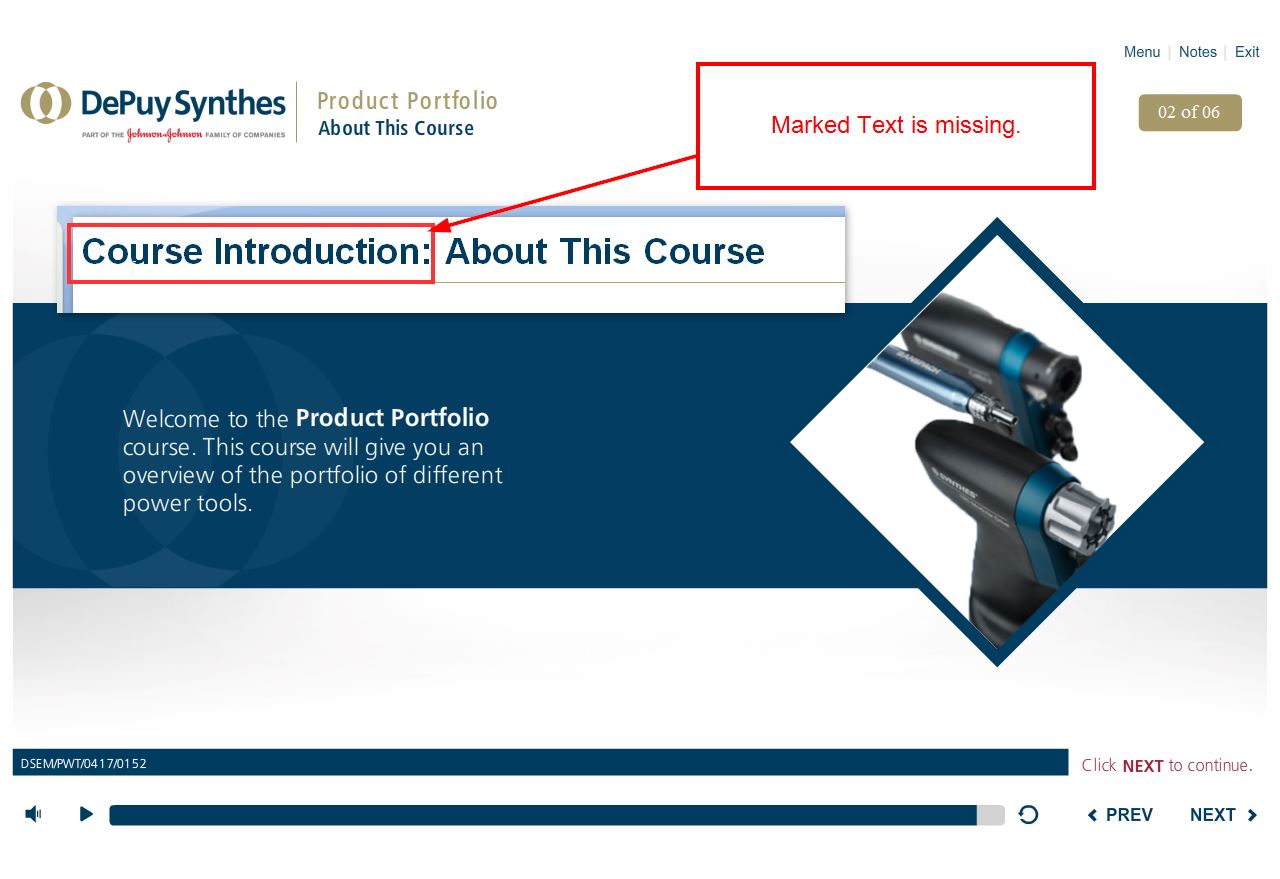 Menu | Notes | Exit
DePuy Synthes
PART OF THE Johnson & Johnson FAMILY OF COMPANIES
Product Portfolio
About This Course
Marked Text is missing.
02 of 06
Course Introduction: About This Course
SYNTHES
Welcome to the Product Portfolio
course. This course will give you an
overview of the portfolio of different
power tools.
DSEM/PWT/0417/0152
Click NEXT to continue.
PREV
NEXT